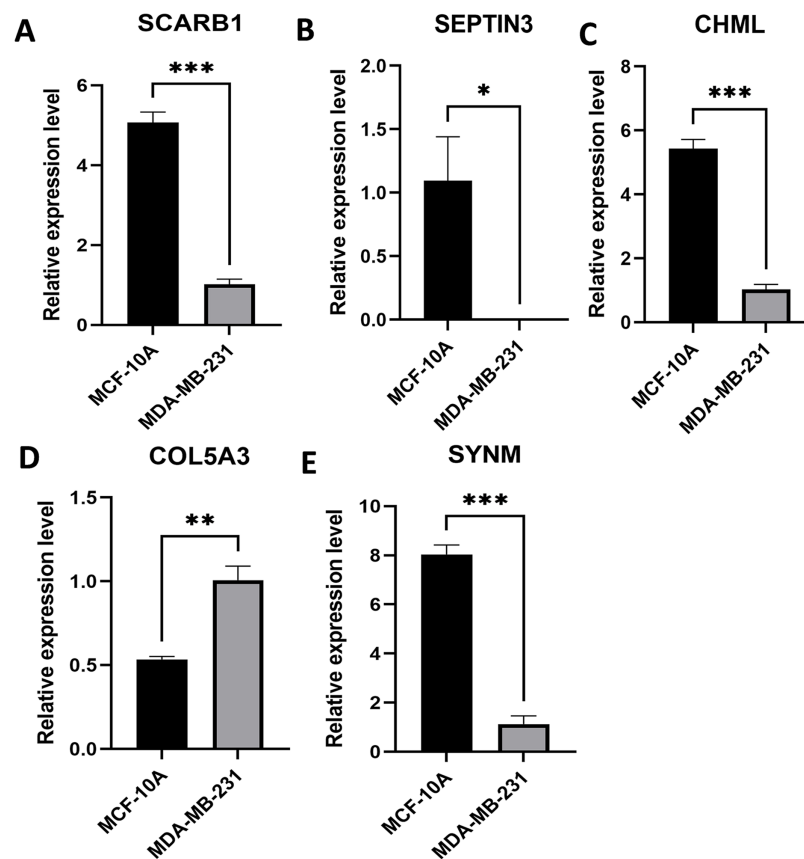 A
SCARB1
Relative expression level
6
4
2
0
***
MCF-10A
MDA-MB-231
B
SEPTIN3
Relative expression level
2.0
1.5
1.0
0.5
0.0
*
MCF-10A
MDA-MB-231
C
CHML
Relative expression level
8
6
4
2
0
***
MCF-10A
MDA-MB-231
D
COL5A3
Relative expression level
1.5
1.0
0.5
0.0
**
MCF-10A
MDA-MB-231
E
SYNM
Relative expression level
10
8
6
4
2
0
***
MCF-10A
MDA-MB-231